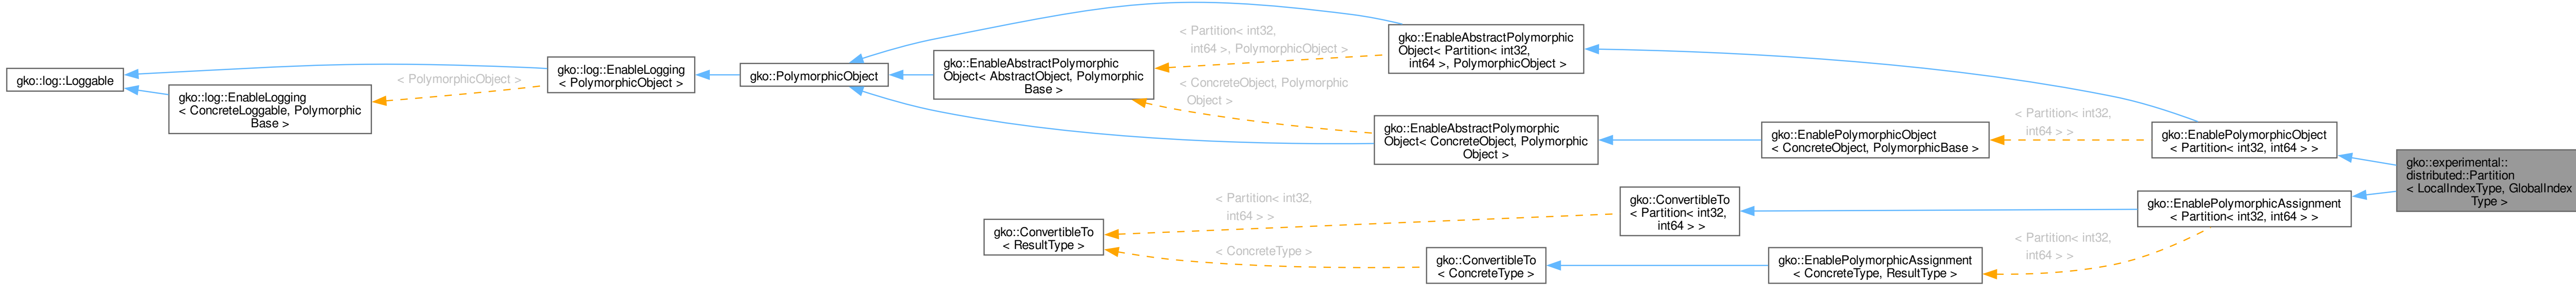 gko::log::Loggable
gko::log::EnableLogging
< ConcreteLoggable, Polymorphic
Base >
< PolymorphicObject >
gko::log::EnableLogging
< PolymorphicObject >
gko::PolymorphicObject
gko::EnableAbstractPolymorphic
Object< AbstractObject, Polymorphic
Base >
< Partition< int32,
int64 >, PolymorphicObject >
< ConcreteObject, Polymorphic
Object >
gko::EnableAbstractPolymorphic
Object< Partition< int32,
int64 >, PolymorphicObject >
gko::EnableAbstractPolymorphic
Object< ConcreteObject, Polymorphic
Object >
gko::EnablePolymorphicObject
< ConcreteObject, PolymorphicBase >
< Partition< int32,
int64 > >
gko::EnablePolymorphicObject
< Partition< int32, int64 > >
gko::experimental::
distributed::Partition
< LocalIndexType, GlobalIndex
Type >
gko::ConvertibleTo
< ResultType >
< Partition< int32,
int64 > >
< ConcreteType >
gko::ConvertibleTo
< Partition< int32,
int64 > >
gko::ConvertibleTo
< ConcreteType >
gko::EnablePolymorphicAssignment
< ConcreteType, ResultType >
< Partition< int32,
int64 > >
gko::EnablePolymorphicAssignment
< Partition< int32, int64 > >